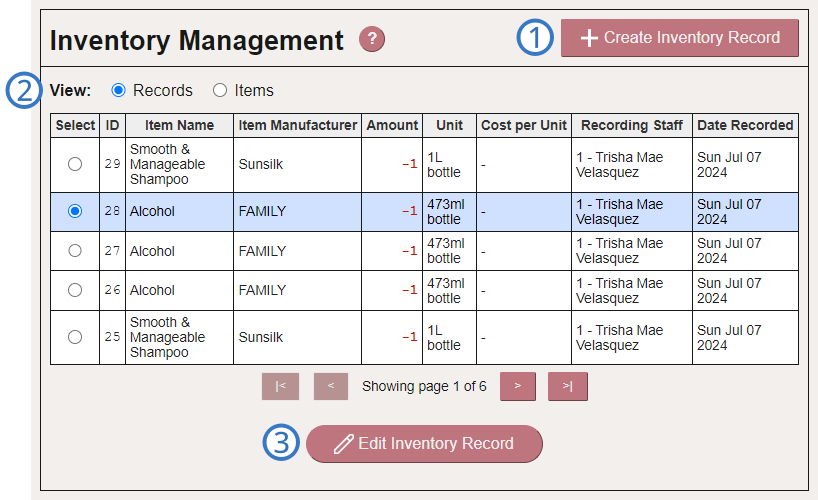 Inventory Management ? 1 Create Inventory Record
2 View: Records Items
Select ID Item Name Item Manufacturer Amount Unit Cost per Unit Recording Staff Date Recorded
29 Smooth & Manageable Shampoo Sunsilk -1 1L bottle - 1 - Trisha Mae Velasquez Sun Jul 07 2024
28 Alcohol FAMILY -1 473ml bottle - 1 - Trisha Mae Velasquez Sun Jul 07 2024
27 Alcohol FAMILY -1 473ml bottle - 1 - Trisha Mae Velasquez Sun Jul 07 2024
26 Alcohol FAMILY -1 473ml bottle - 1 - Trisha Mae Velasquez Sun Jul 07 2024
25 Smooth & Manageable Shampoo Sunsilk -1 1L bottle - 1 - Trisha Mae Velasquez Sun Jul 07 2024
|< < Showing page 1 of 6 > >|
3 Edit Inventory Record